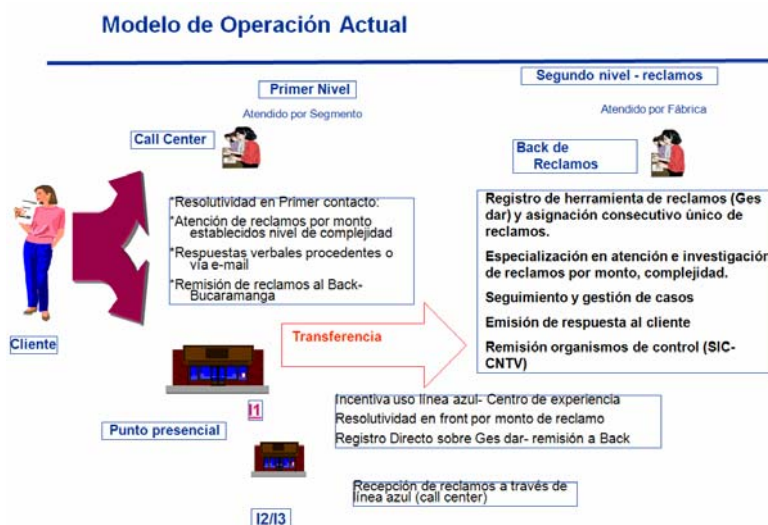 Modelo de Operación Actual
Primer Nivel
Atendido por Segmento
Segundo nivel - reclamos
Atendido por Fábrica
Call Center
Back de
Reclamos
*Resolutividad en Primer contacto:
*Atención de reclamos por monto
establecidos nivel de complejidad
*Respuestas verbales procedentes o
vía e-mail
*Remisión de reclamos al Back-
Bucaramanga
Registro de herramienta de reclamos (Ges
dar) y asignación consecutivo único de
reclamos.
Especialización en atención e investigación
de reclamos por monto, complejidad.
Seguimiento y gestión de casos
Emisión de respuesta al cliente
Remisión organismos de control (SIC-
CNTV)
Cliente
Transferencia
I1
Punto presencial
Incentiva uso línea azul- Centro de experiencia
Resolutividad en front por monto de reclamo
Registro Directo sobre Ges dar- remisión a Back
Recepción de reclamos a través de
línea azul (call center)
I2/I3